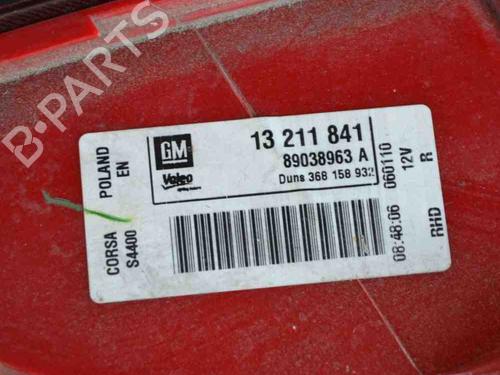 GM
Valeo
13 211 841
89038963 A
Duns 368 158 932
CORSA POLAND
S4400 EN
08:48:06 060110
RHD 12V R
B-PARTS